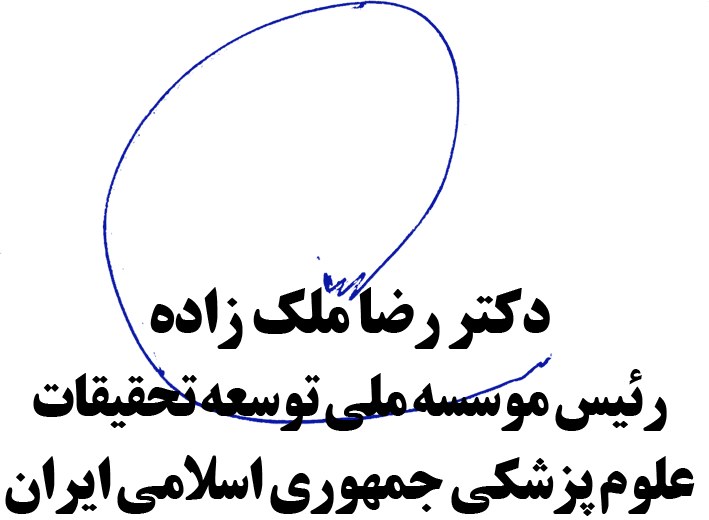 دکتر رضا ملک زاده
رئیس موسسه ملی توسعه تحقیقات
علوم پزشکی جمهوری اسلامی ایران